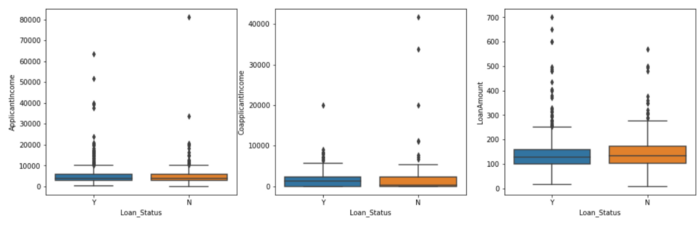 80000
70000
60000
50000
40000
30000
20000
10000
0
ApplicantIncome
Y N
Loan_Status
40000
30000
20000
10000
0
CoapplicantIncome
Y N
Loan_Status
700
600
500
400
300
200
100
0
LoanAmount
Y N
Loan_Status